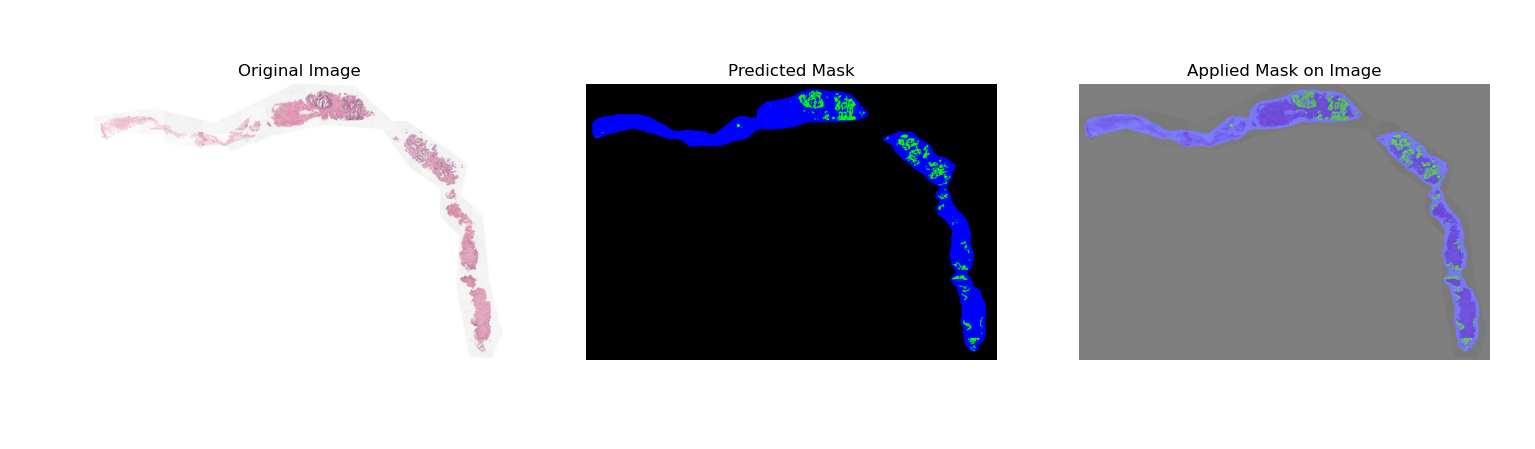 Original Image
Predicted Mask
Applied Mask on Image